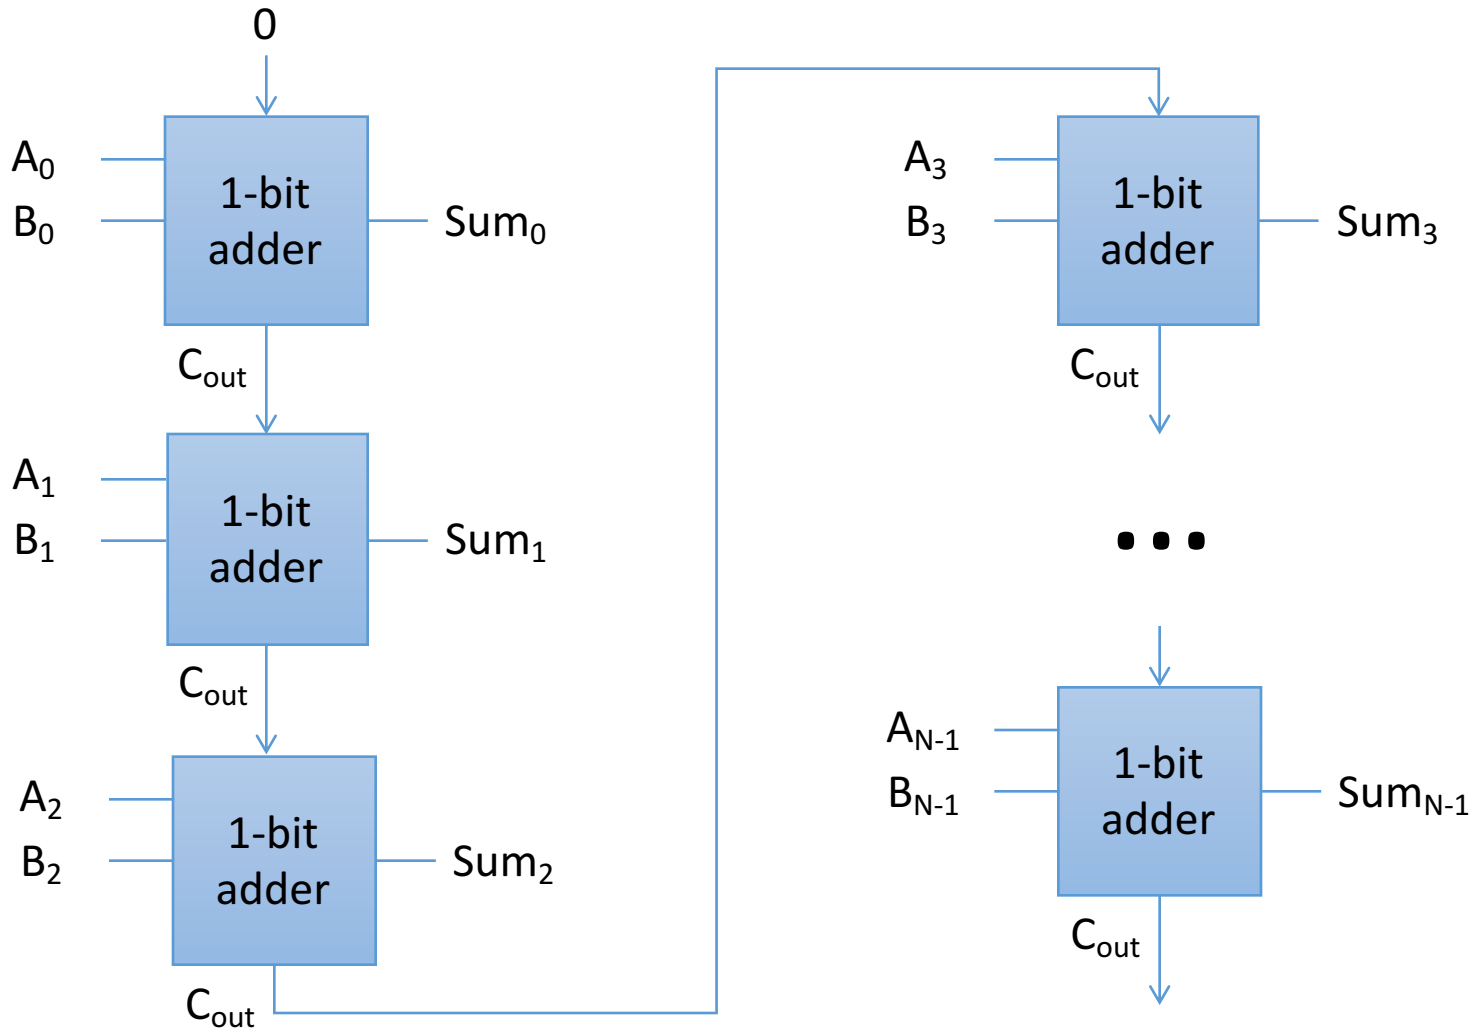 0
A₀
B₀
1-bit
adder
Sum₀
Cout
A₁
B₁
1-bit
adder
Sum₁
Cout
A₂
B₂
1-bit
adder
Sum₂
Cout
A₃
B₃
1-bit
adder
Sum₃
Cout
...
AN-1
BN-1
1-bit
adder
SumN-1
Cout